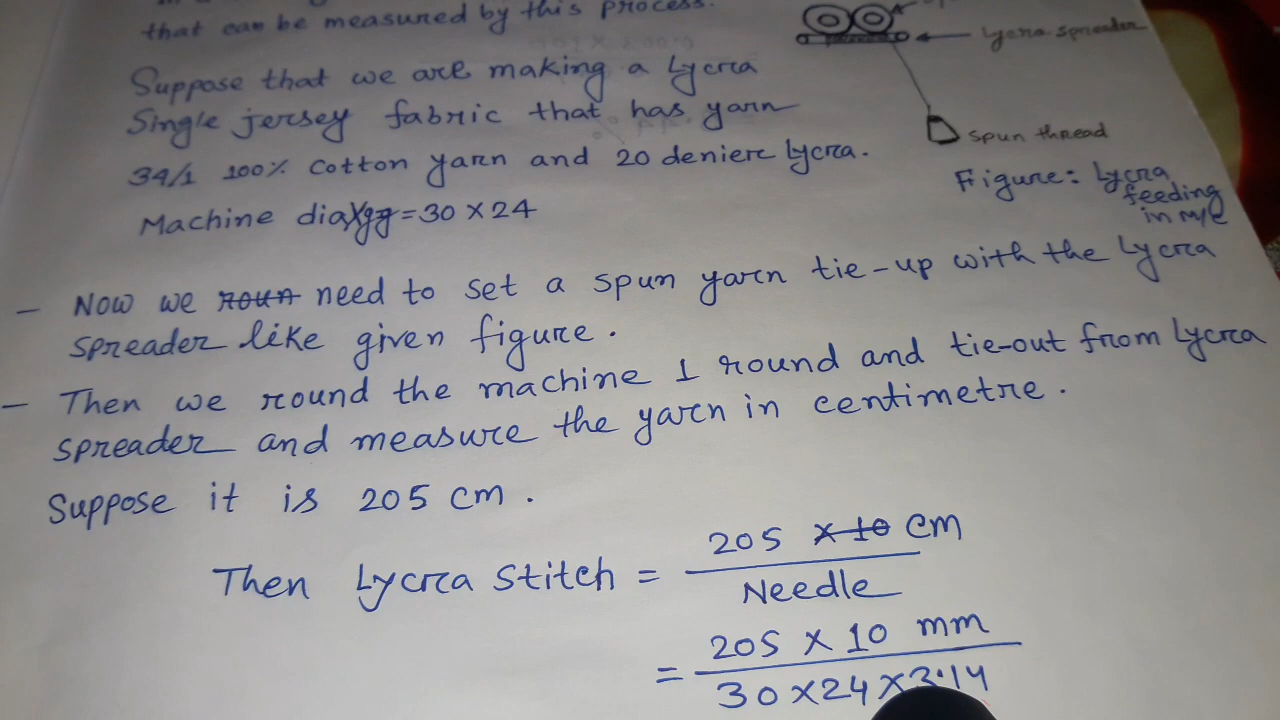 that can be measured by this process.
Lycra spreader
Suppose that we are making a Lycra
Single jersey fabric that has yarn
34/1 100% cotton yarn and 20 denier Lycra.
spun thread
Figure: Lycra
feeding
in m/c
Machine dia×gg = 30 × 24
- Now we roun need to set a spun yarn tie-up with the Lycra
spreader like given figure.
- Then we round the machine 1 round and tie-out from Lycra
spreader and measure the yarn in centimetre.
Suppose it is 205 cm.
Then Lycra stitch = 205 × 10 cm
Needle
= 205 × 10 mm
30 × 24 × 3.14